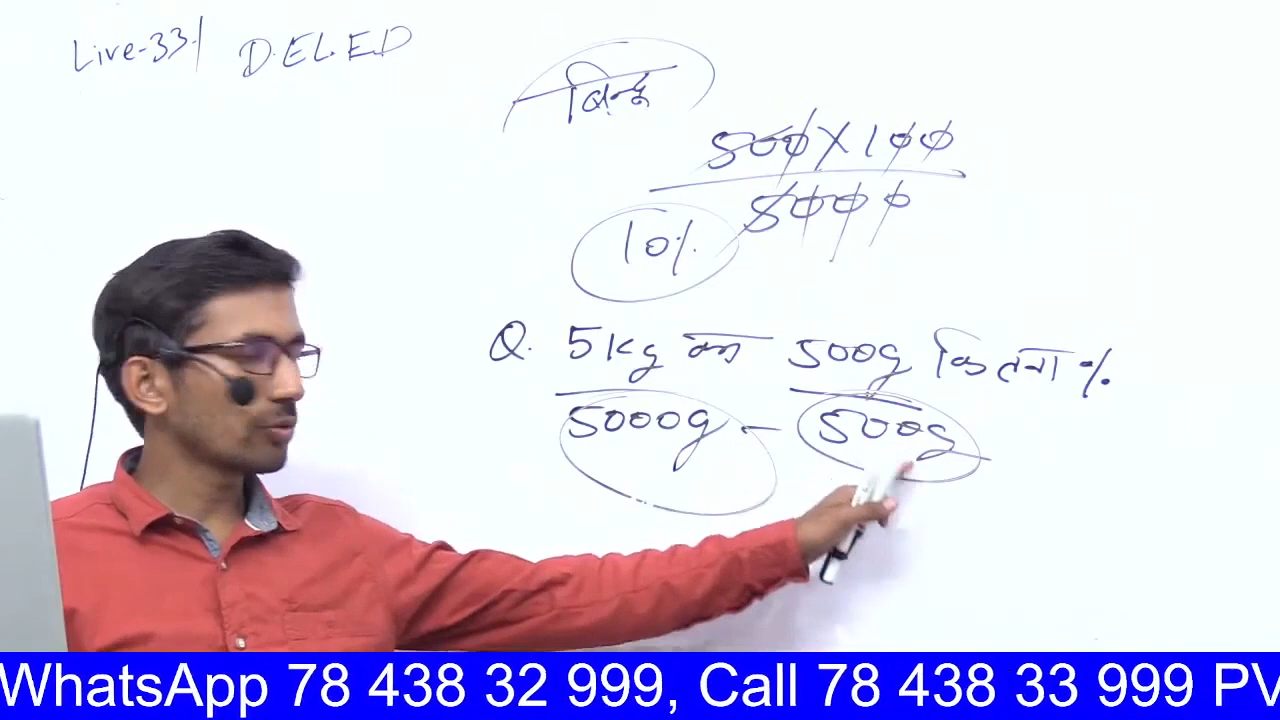 Live-33 | D.EL.E.D
बिन्दू
500 X 100
5000
10%
Q. 5kg का 500g कितना %
5000g - 500g
WhatsApp 78 438 32 999, Call 78 438 33 999 PV